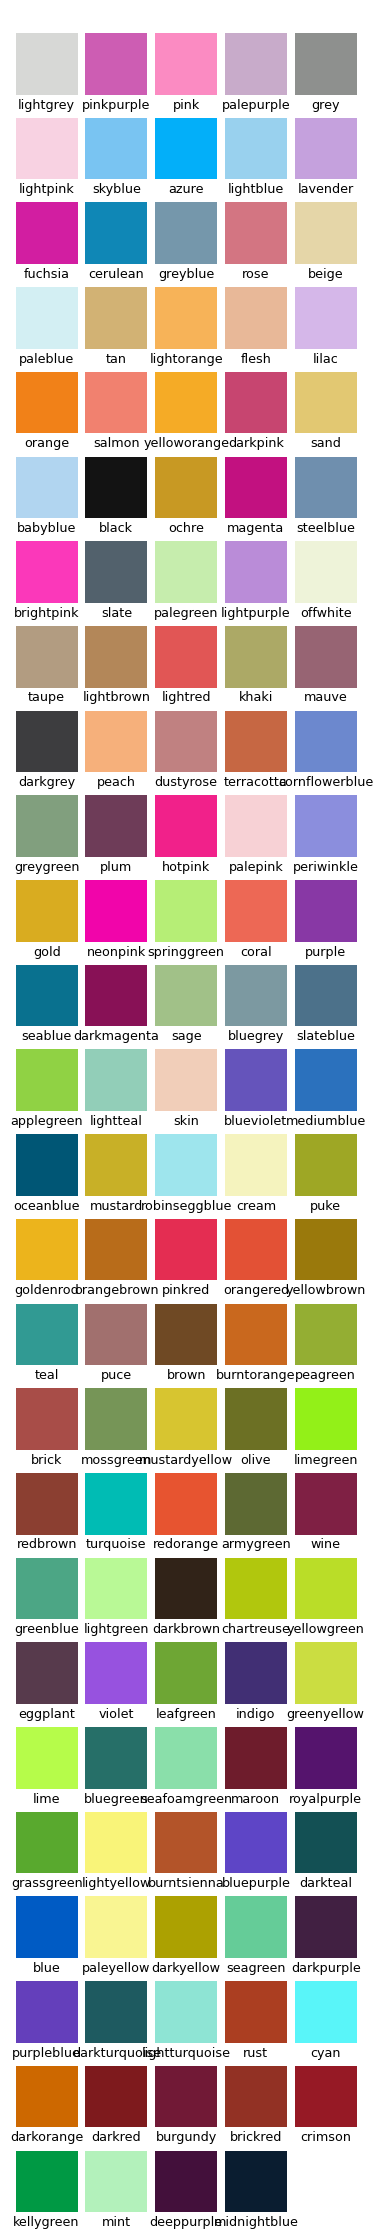 lightgrey pinkpurple pink palepurple grey
lightpink skyblue azure lightblue lavender
fuchsia cerulean greyblue rose beige
paleblue tan lightorange flesh lilac
orange salmon yelloworange darkpink sand
babyblue black ochre magenta steelblue
brightpink slate palegreen lightpurple offwhite
taupe lightbrown lightred khaki mauve
darkgrey peach dustyrose terracotta cornflowerblue
greygreen plum hotpink palepink periwinkle
gold neonpink springgreen coral purple
seablue darkmagenta sage bluegrey slateblue
applegreen lightteal skin blueviolet mediumblue
oceanblue mustard robinseggblue cream puke
goldenrod orangebrown pinkred orangered yellowbrown
teal puce brown burntorange peagreen
brick mossgreen mustardyellow olive limegreen
redbrown turquoise redorange armygreen wine
greenblue lightgreen darkbrown chartreuse yellowgreen
eggplant violet leafgreen indigo greenyellow
lime bluegreen seafoamgreen maroon royalpurple
grassgreen lightyellow burntsienna bluepurple darkteal
blue paleyellow darkyellow seagreen darkpurple
purpleblue darkturquoise lightturquoise rust cyan
darkorange darkred burgundy brickred crimson
kellygreen mint deeppurple midnightblue